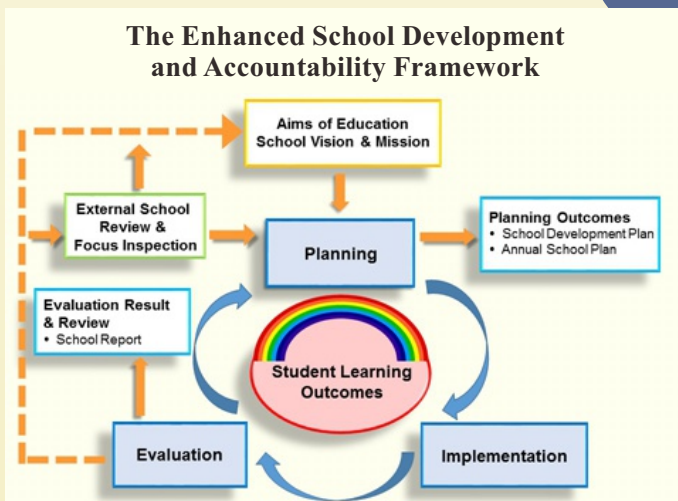 The Enhanced School Development
and Accountability Framework
Aims of Education
School Vision & Mission
External School
Review &
Focus Inspection
Planning
Planning Outcomes
• School Development Plan
• Annual School Plan
Evaluation Result
& Review
• School Report
Student Learning
Outcomes
Evaluation
Implementation